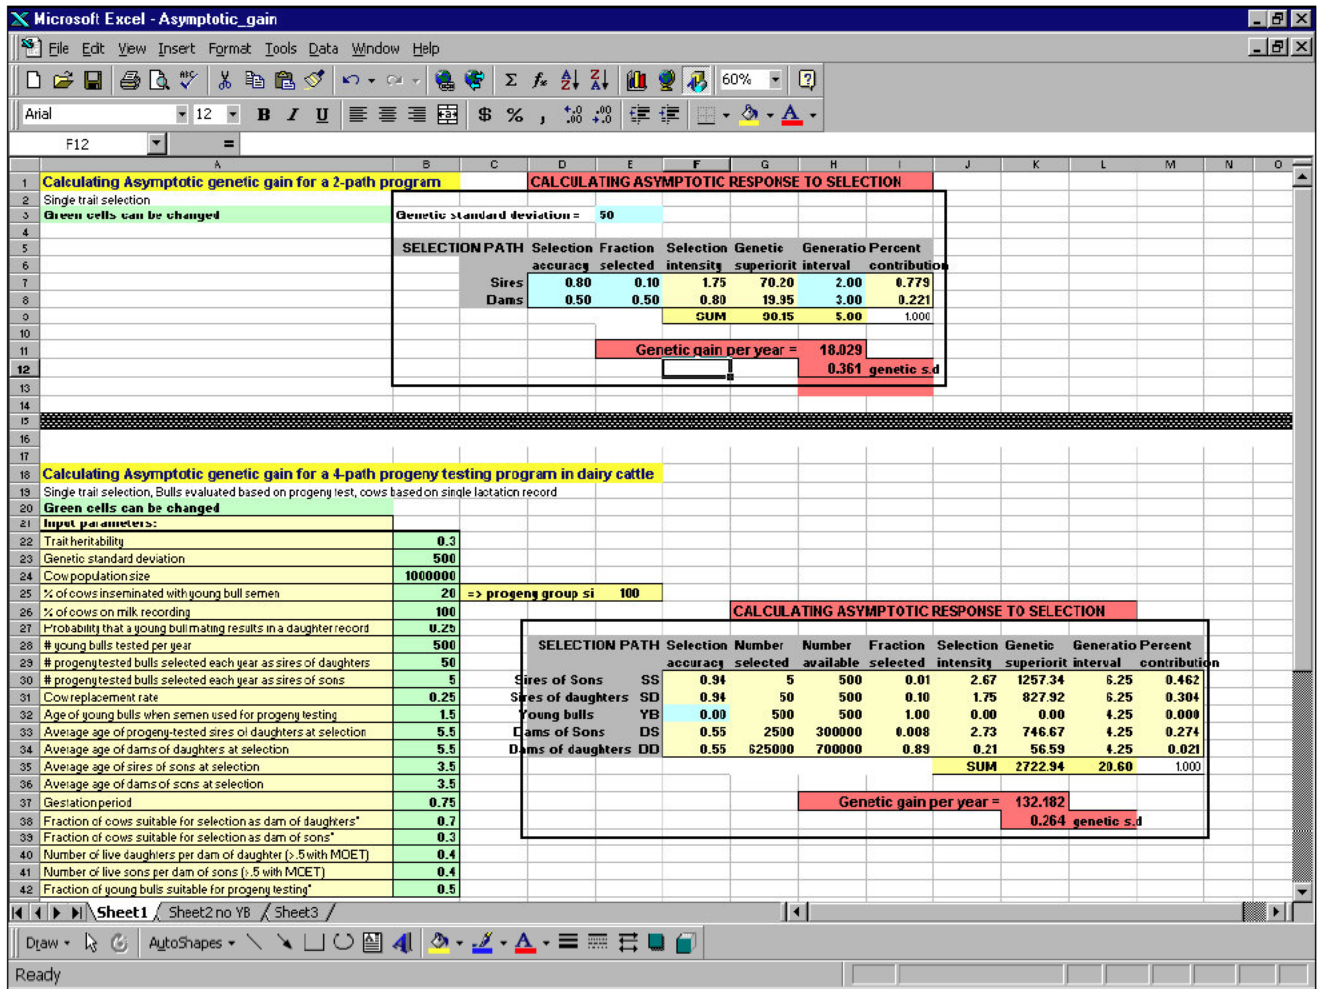 Microsoft Excel - Asymptotic_gain
File Edit View Insert Format Tools Data Window Help
60%
Arial 12 B I U $ % ,
F12 =
A B C D E F G H I J K L M N O
1 Calculating Asymptotic genetic gain for a 2-path program CALCULATING ASYMPTOTIC RESPONSE TO SELECTION
2 Single trait selection
3 Green cells can be changed Genetic standard deviation = 50
4
5 SELECTION PATH Selection Fraction Selection Genetic Generatio Percent
6 accuracy selected intensity superiorit interval contribution
7 Sires 0.80 0.10 1.75 70.20 2.00 0.779
8 Dams 0.50 0.50 0.80 19.95 3.00 0.221
9 SUM 90.15 5.00 1.000
10
11 Genetic gain per year = 18.029
12 0.361 genetic s.d
13
14
15
16
17
18 Calculating Asymptotic genetic gain for a 4-path progeny testing program in dairy cattle
19 Single trait selection, Bulls evaluated based on progeny test, cows based on single lactation record
20 Green cells can be changed
21 Input parameters:
22 Trait heritability 0.3
23 Genetic standard deviation 500
24 Cow population size 1000000
25 % of cows inseminated with young bull semen 20 => progeny group si 100
26 % of cows on milk recording 100 CALCULATING ASYMPTOTIC RESPONSE TO SELECTION
27 Probability that a young bull mating results in a daughter record 0.25
28 # young bulls tested per year 500 SELECTION PATH Selection Number Number Fraction Selection Genetic Generatio Percent
29 # progeny tested bulls selected each year as sires of daughters 50 accuracy selected available selected intensity superiorit interval contribution
30 # progeny tested bulls selected each year as sires of sons 5 Sires of Sons SS 0.94 5 500 0.01 2.67 1257.34 6.25 0.462
31 Cow replacement rate 0.25 Sires of daughters SD 0.94 50 500 0.10 1.75 827.92 6.25 0.304
32 Age of young bulls when semen used for progeny testing 1.5 Young bulls YB 0.00 500 500 1.00 0.00 0.00 4.25 0.000
33 Average age of progeny-tested sires of daughters at selection 5.5 Dams of Sons DS 0.55 2500 300000 0.008 2.73 746.67 4.25 0.274
34 Average age of dams of daughters at selection 5.5 Dams of daughters DD 0.55 625000 700000 0.89 0.21 56.59 4.25 0.021
35 Average age of sires of sons at selection 3.5 SUM 2722.94 20.60 1.000
36 Average age of dams of sons at selection 3.5
37 Gestation period 0.75 Genetic gain per year = 132.182
38 Fraction of cows suitable for selection as dam of daughters* 0.7 0.264 genetic s.d
39 Fraction of cows suitable for selection as dam of sons* 0.3
40 Number of live daughters per dam of daughter (>.5 with MOET) 0.4
41 Number of live sons per dam of sons (>.5 with MOET) 0.4
42 Fraction of young bulls suitable for progeny testing* 0.5
Sheet1 Sheet2 no YB Sheet3
Draw AutoShapes
Ready